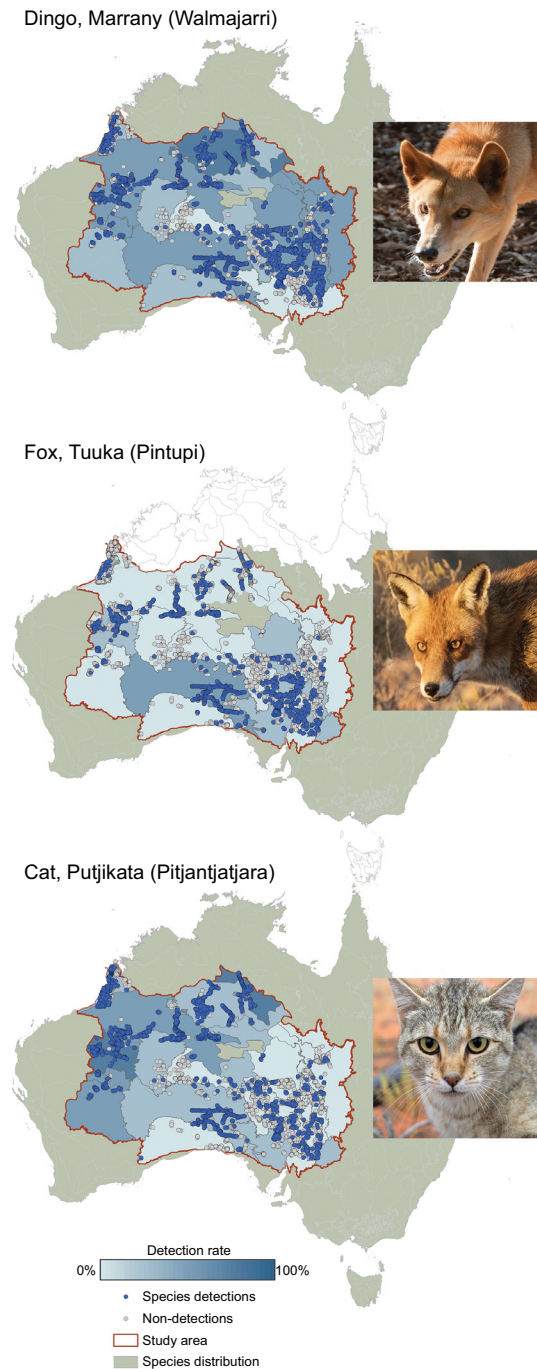 Dingo, Marrany (Walmajarri)
Fox, Tuuka (Pintupi)
Cat, Putjikata (Pitjantjatjara)
Detection rate
0% 100%
Species detections
Non-detections
Study area
Species distribution